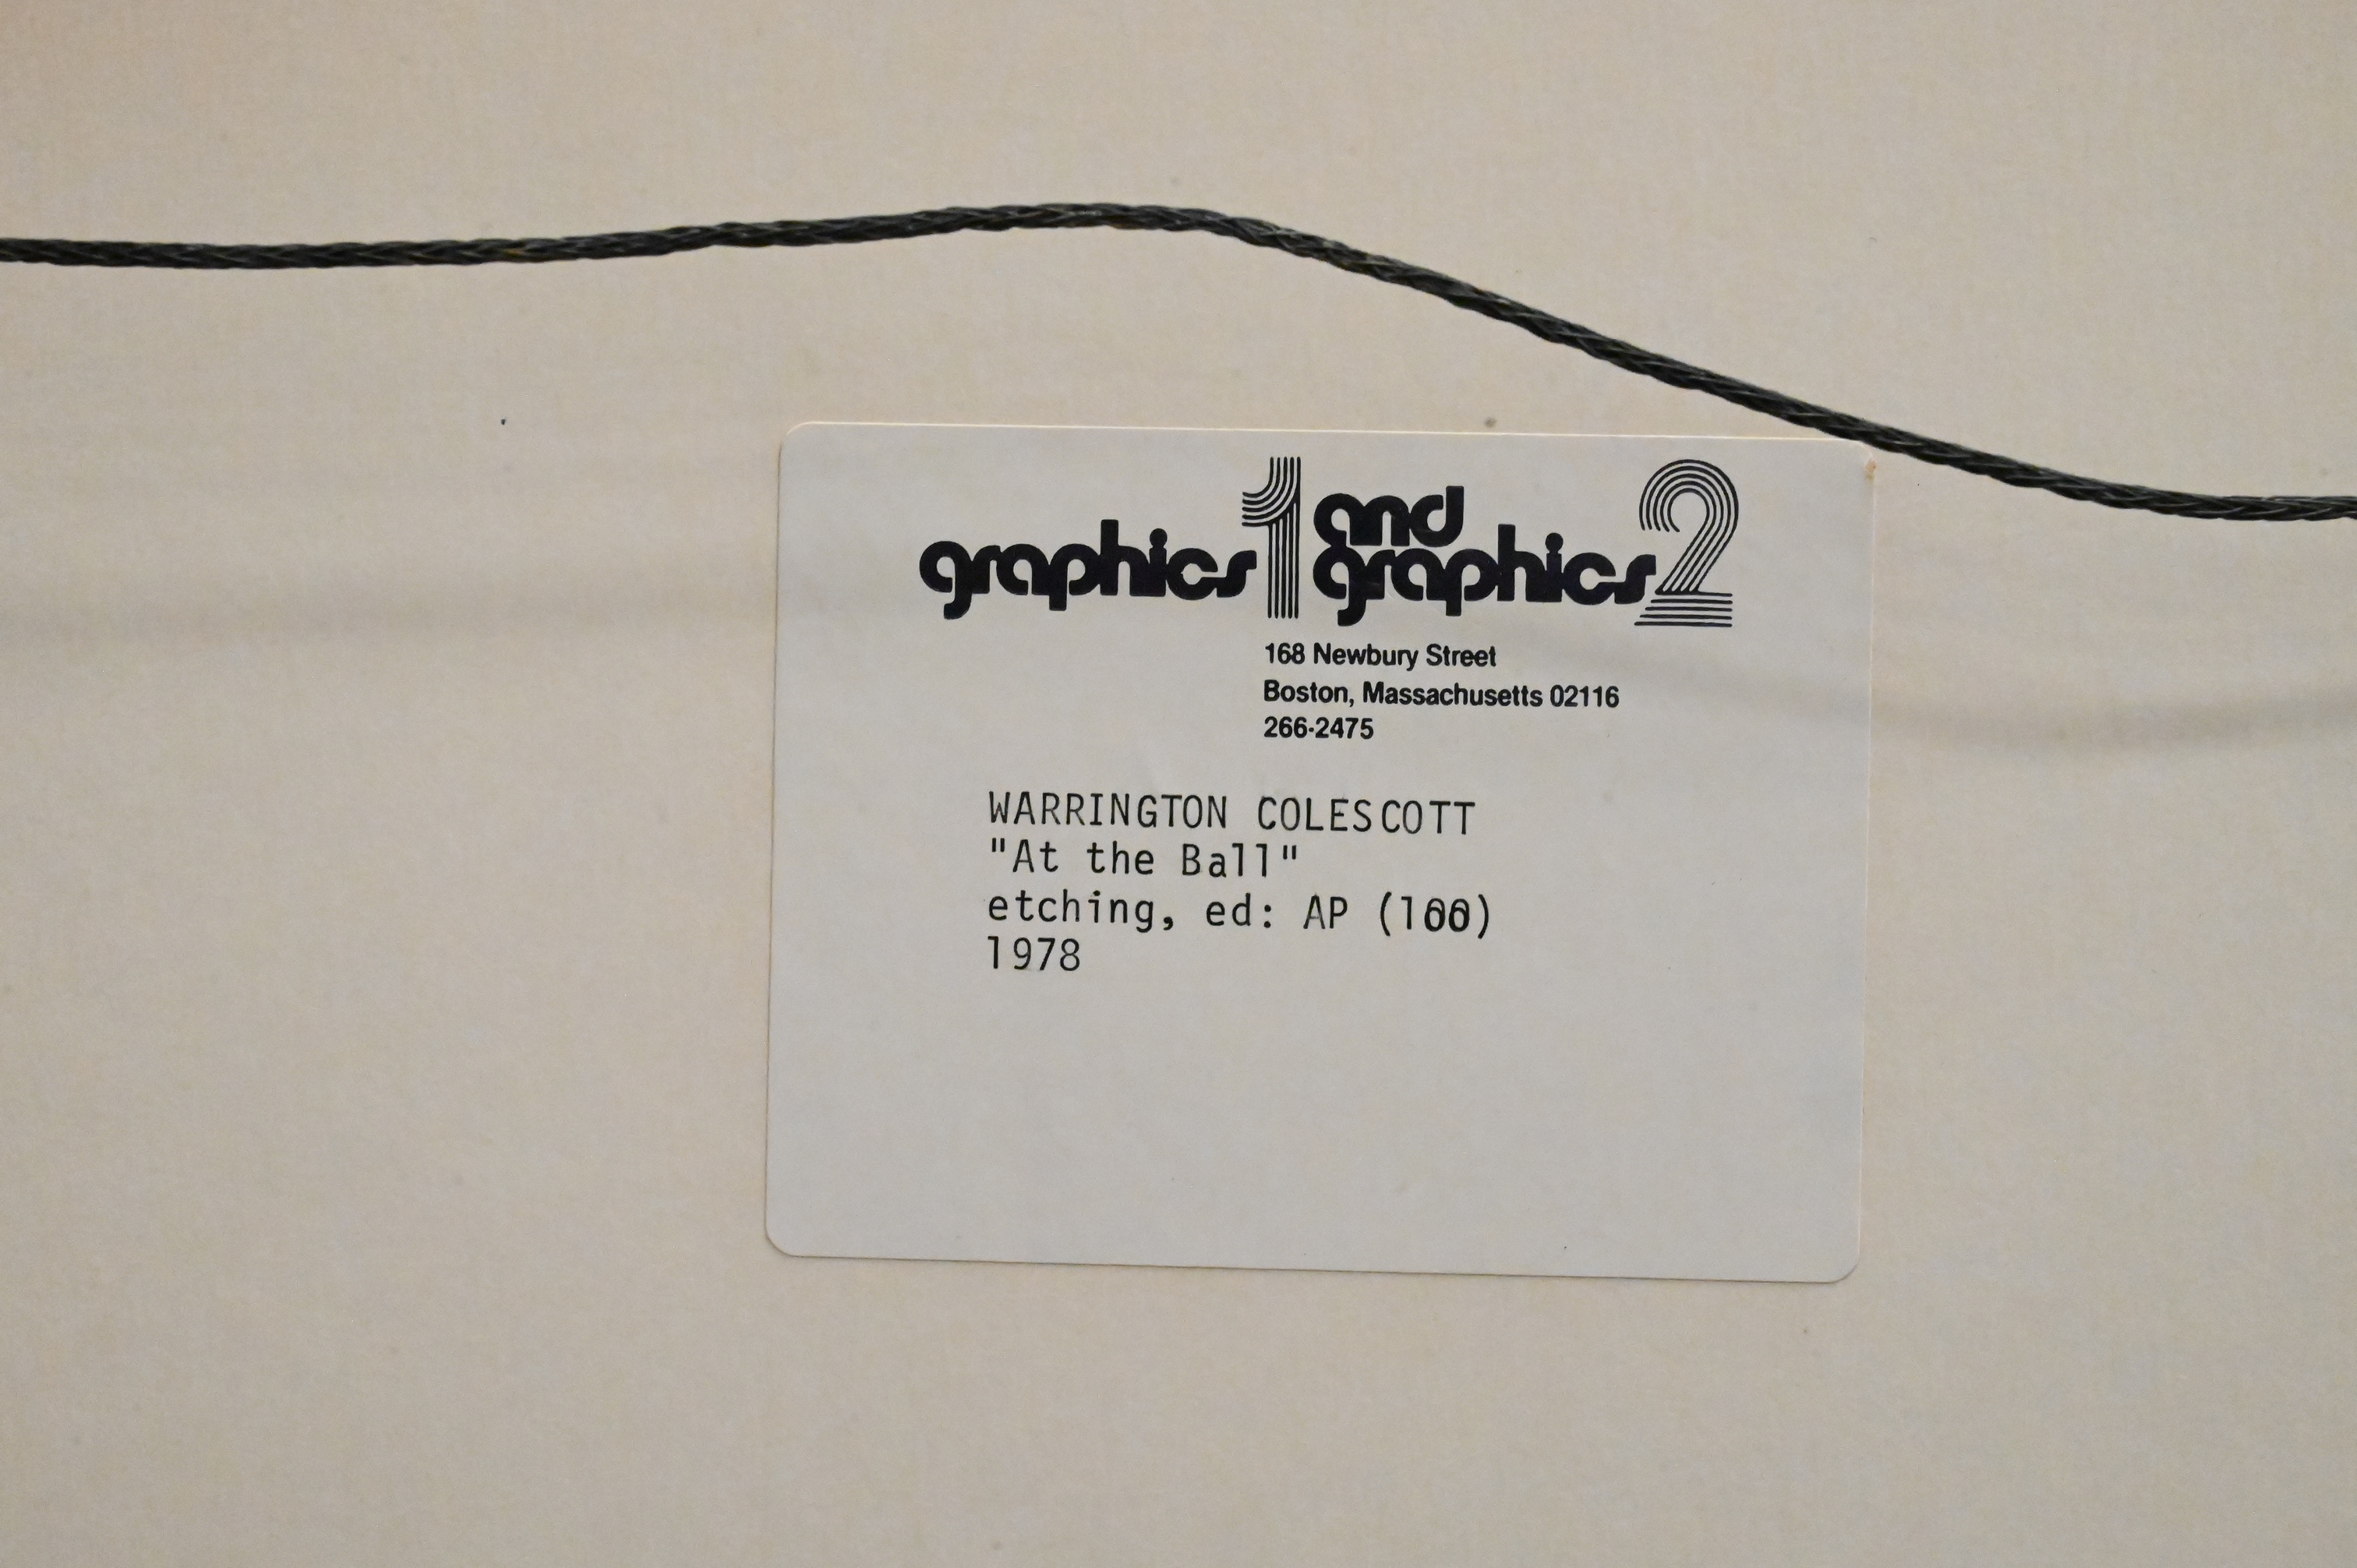 graphics 1 and graphics 2
168 Newbury Street
Boston, Massachusetts 02116
266-2475
WARRINGTON COLESCOTT
"At the Ball"
etching, ed: AP (100)
1978